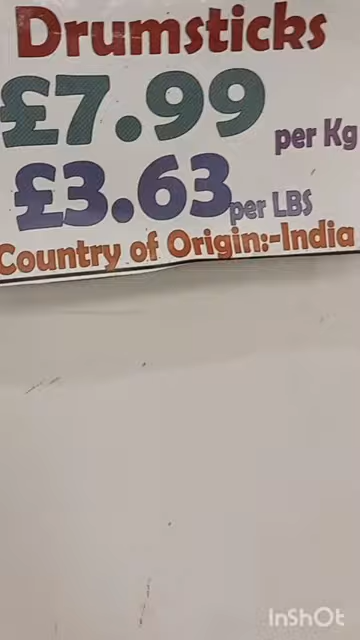 Drumsticks
£7.99 per Kg
£3.63 per LBS
Country of Origin:-India
InShOt